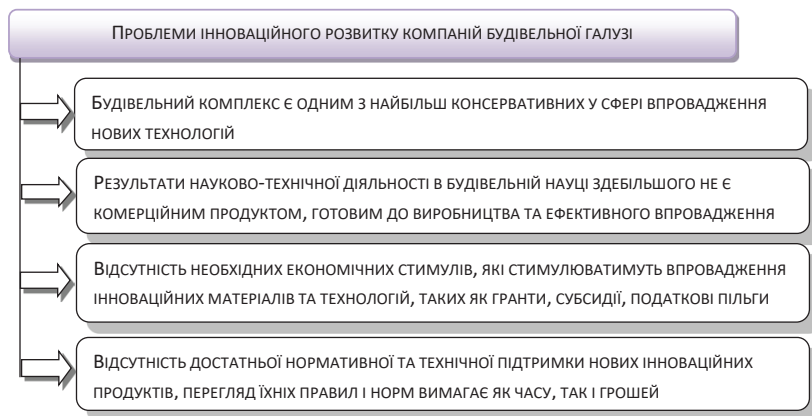 Проблеми інноваційного розвитку компаній будівельної галузі
Будівельний комплекс є одним з найбільш консервативних у сфері впровадження
нових технологій
Результати науково-технічної діяльності в будівельній науці здебільшого не є
комерційним продуктом, готовим до виробництва та ефективного впровадження
Відсутність необхідних економічних стимулів, які стимулюватимуть впровадження
інноваційних матеріалів та технологій, таких як гранти, субсидії, податкові пільги
Відсутність достатньої нормативної та технічної підтримки нових інноваційних
продуктів, перегляд їхніх правил і норм вимагає як часу, так і грошей